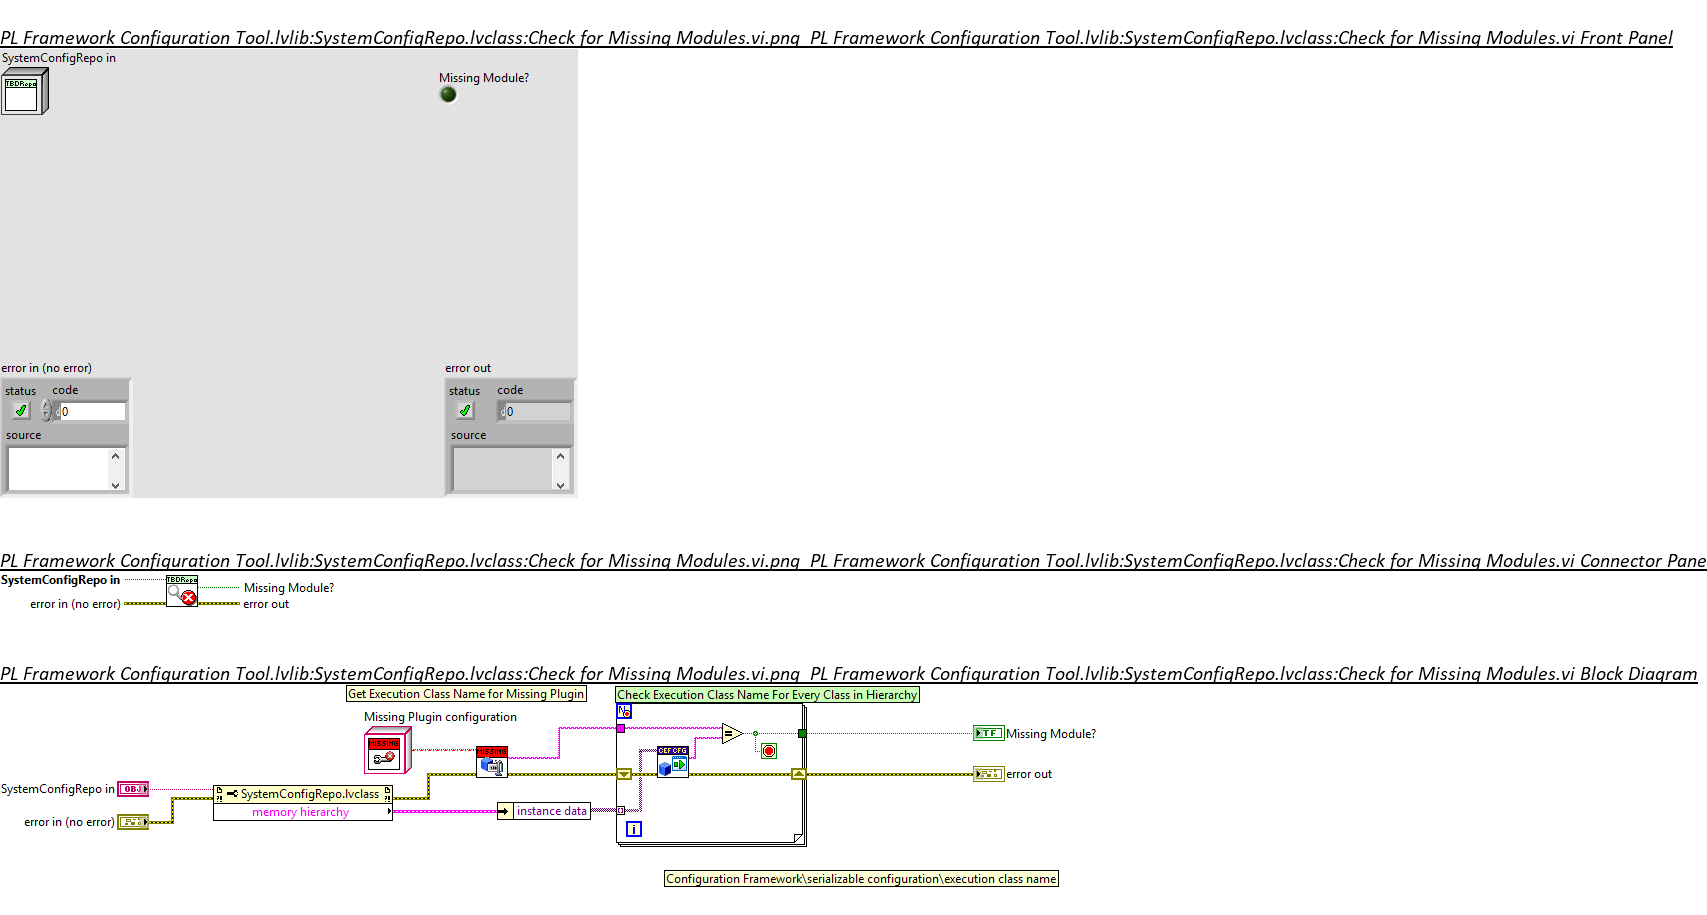 PL Framework Configuration Tool.lvlib:SystemConfigRepo.lvclass:Check for Missing Modules.vi.png  PL Framework Configuration Tool.lvlib:SystemConfigRepo.lvclass:Check for Missing Modules.vi Front Panel
SystemConfigRepo in
TBDRepo
Missing Module?
error in (no error)
status code
d 0
source
error out
status code
d 0
source
PL Framework Configuration Tool.lvlib:SystemConfigRepo.lvclass:Check for Missing Modules.vi.png  PL Framework Configuration Tool.lvlib:SystemConfigRepo.lvclass:Check for Missing Modules.vi Connector Pane
SystemConfigRepo in
TBDRepo
Missing Module?
error in (no error)
error out
PL Framework Configuration Tool.lvlib:SystemConfigRepo.lvclass:Check for Missing Modules.vi.png  PL Framework Configuration Tool.lvlib:SystemConfigRepo.lvclass:Check for Missing Modules.vi Block Diagram
Get Execution Class Name for Missing Plugin
Check Execution Class Name For Every Class in Hierarchy
N
Missing Plugin configuration
MISSING
MISSING
=
CEF CFG
TF
Missing Module?
error out
SystemConfigRepo in
OBJ
SystemConfigRepo.lvclass
memory hierarchy
instance data
error in (no error)
i
Configuration Framework\serializable configuration\execution class name